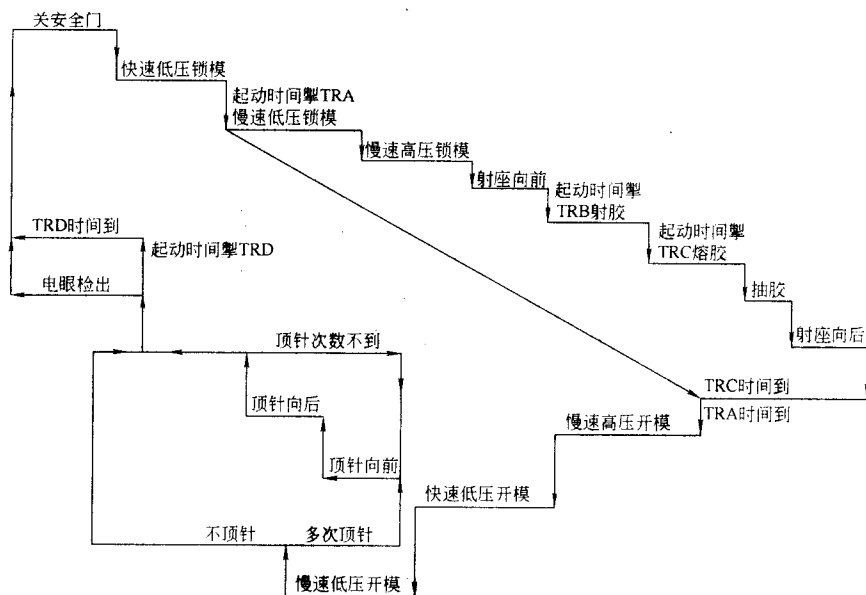 关安全门
快速低压锁模
起动时间掣TRA
慢速低压锁模
慢速高压锁模
射座向前
起动时间掣
TRB射胶
起动时间掣
TRC熔胶
抽胶
射座向后
TRC时间到
TRA时间到
慢速高压开模
快速低压开模
慢速低压开模
不顶针
多次顶针
顶针向前
顶针向后
顶针次数不到
起动时间掣TRD
电眼检出
TRD时间到